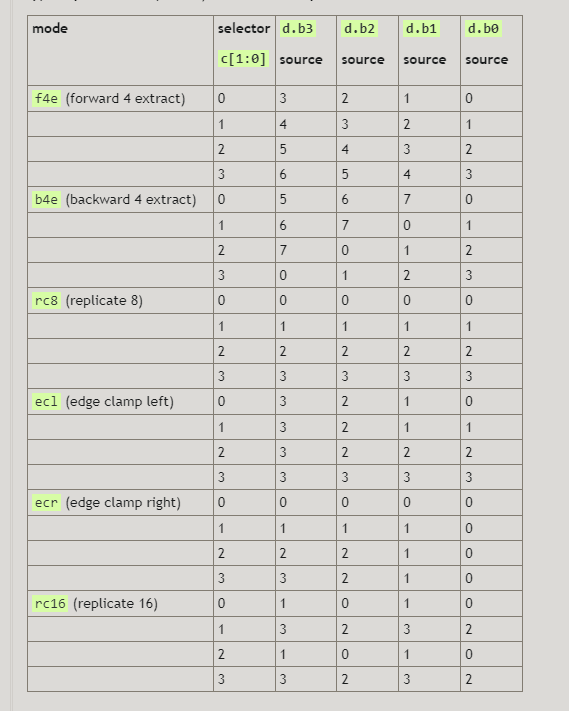 mode selector d.b3 d.b2 d.b1 d.b0
c[1:0] source source source source
f4e (forward 4 extract) 0 3 2 1 0
1 4 3 2 1
2 5 4 3 2
3 6 5 4 3
b4e (backward 4 extract) 0 5 6 7 0
1 6 7 0 1
2 7 0 1 2
3 0 1 2 3
rc8 (replicate 8) 0 0 0 0 0
1 1 1 1 1
2 2 2 2 2
3 3 3 3 3
ecl (edge clamp left) 0 3 2 1 0
1 3 2 1 1
2 3 2 2 2
3 3 3 3 3
ecr (edge clamp right) 0 0 0 0 0
1 1 1 1 0
2 2 2 1 0
3 3 2 1 0
rc16 (replicate 16) 0 1 0 1 0
1 3 2 3 2
2 1 0 1 0
3 3 2 3 2